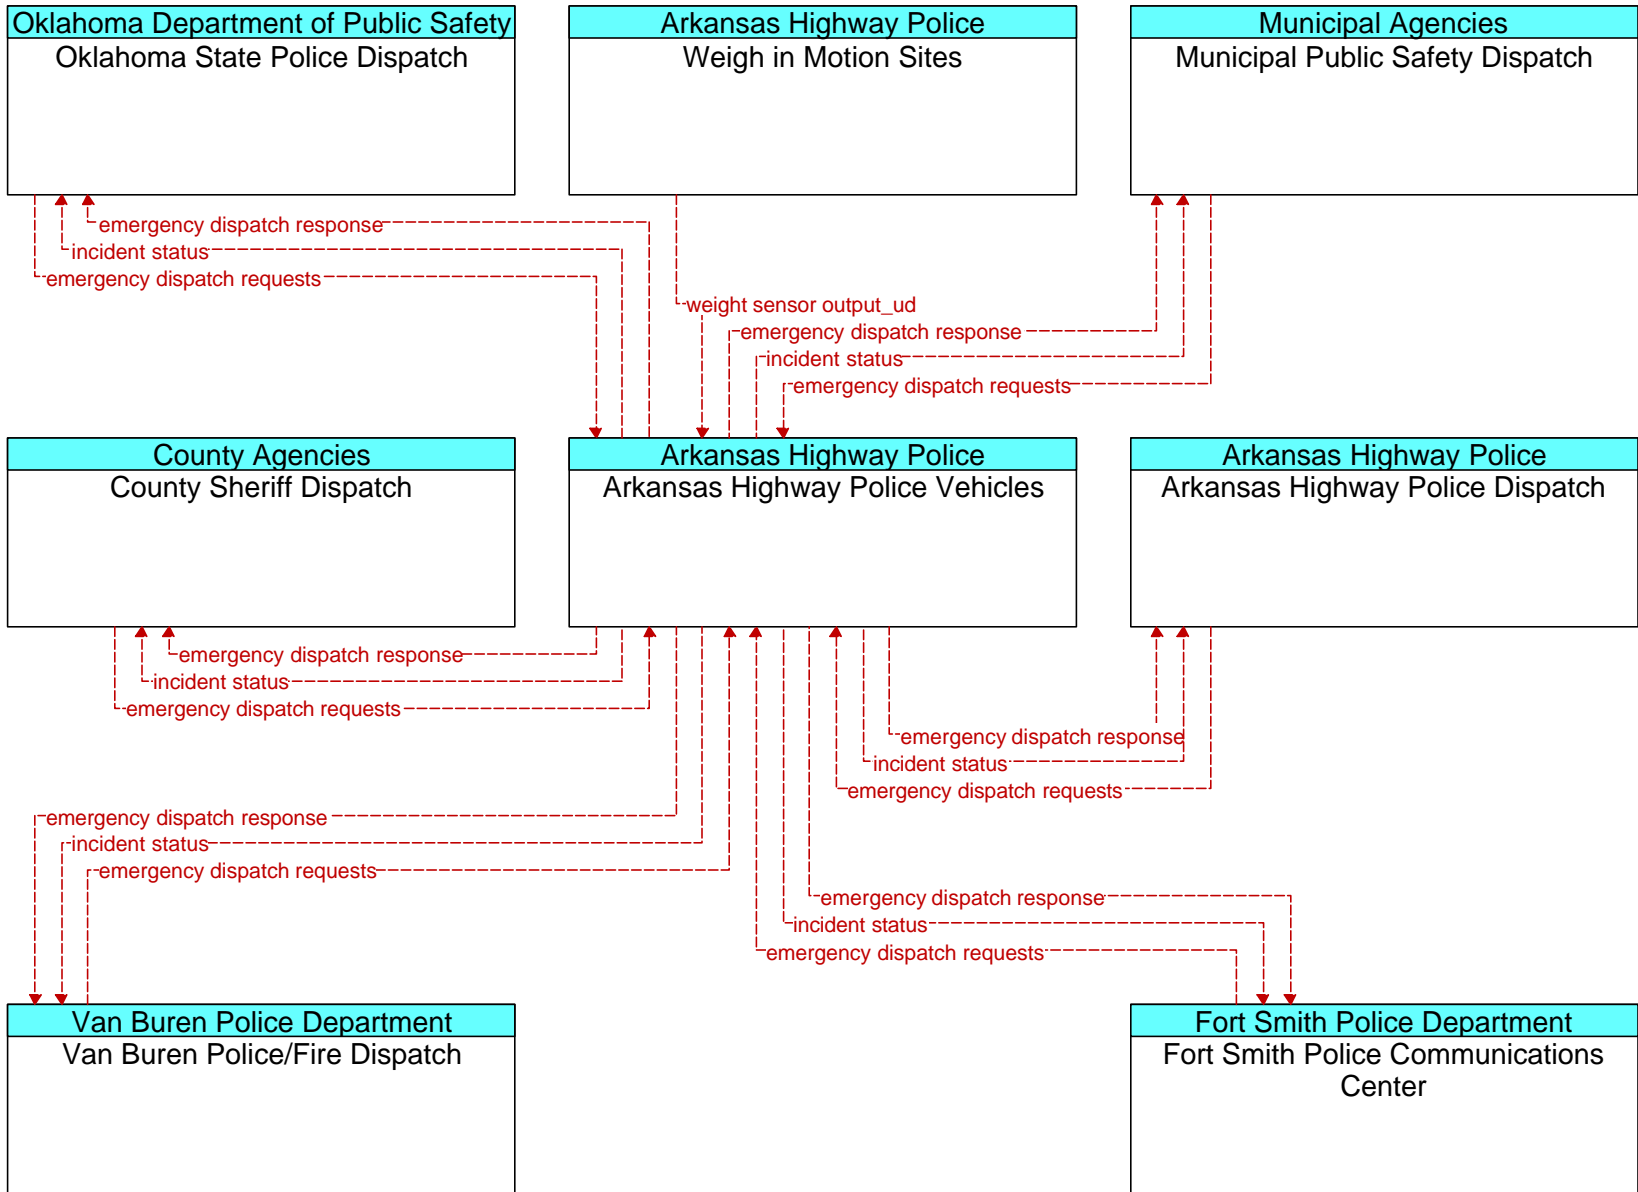 Oklahoma Department of Public Safety
Oklahoma State Police Dispatch
Arkansas Highway Police
Weigh in Motion Sites
Municipal Agencies
Municipal Public Safety Dispatch
emergency dispatch response
incident status
emergency dispatch requests
weight sensor output_ud
emergency dispatch response
incident status
emergency dispatch requests
County Agencies
County Sheriff Dispatch
Arkansas Highway Police
Arkansas Highway Police Vehicles
Arkansas Highway Police
Arkansas Highway Police Dispatch
emergency dispatch response
incident status
emergency dispatch requests
emergency dispatch response
incident status
emergency dispatch requests
emergency dispatch response
incident status
emergency dispatch requests
emergency dispatch response
incident status
emergency dispatch requests
Van Buren Police Department
Van Buren Police/Fire Dispatch
Fort Smith Police Department
Fort Smith Police Communications
Center